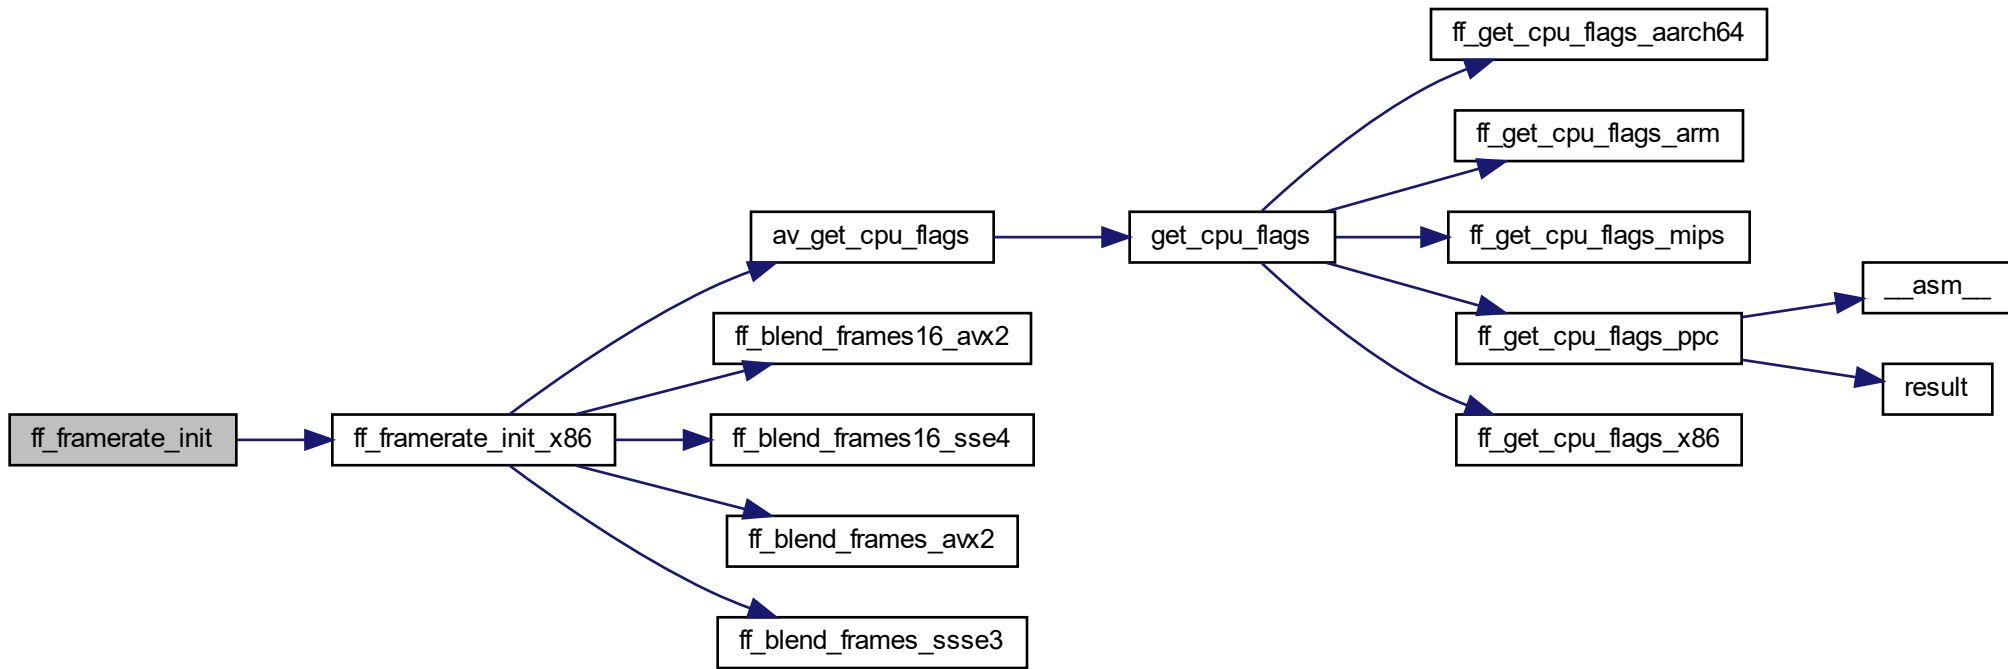 ff_framerate_init
ff_framerate_init_x86
av_get_cpu_flags
ff_blend_frames16_avx2
ff_blend_frames16_sse4
ff_blend_frames_avx2
ff_blend_frames_ssse3
get_cpu_flags
ff_get_cpu_flags_aarch64
ff_get_cpu_flags_arm
ff_get_cpu_flags_mips
ff_get_cpu_flags_ppc
ff_get_cpu_flags_x86
__asm__
result